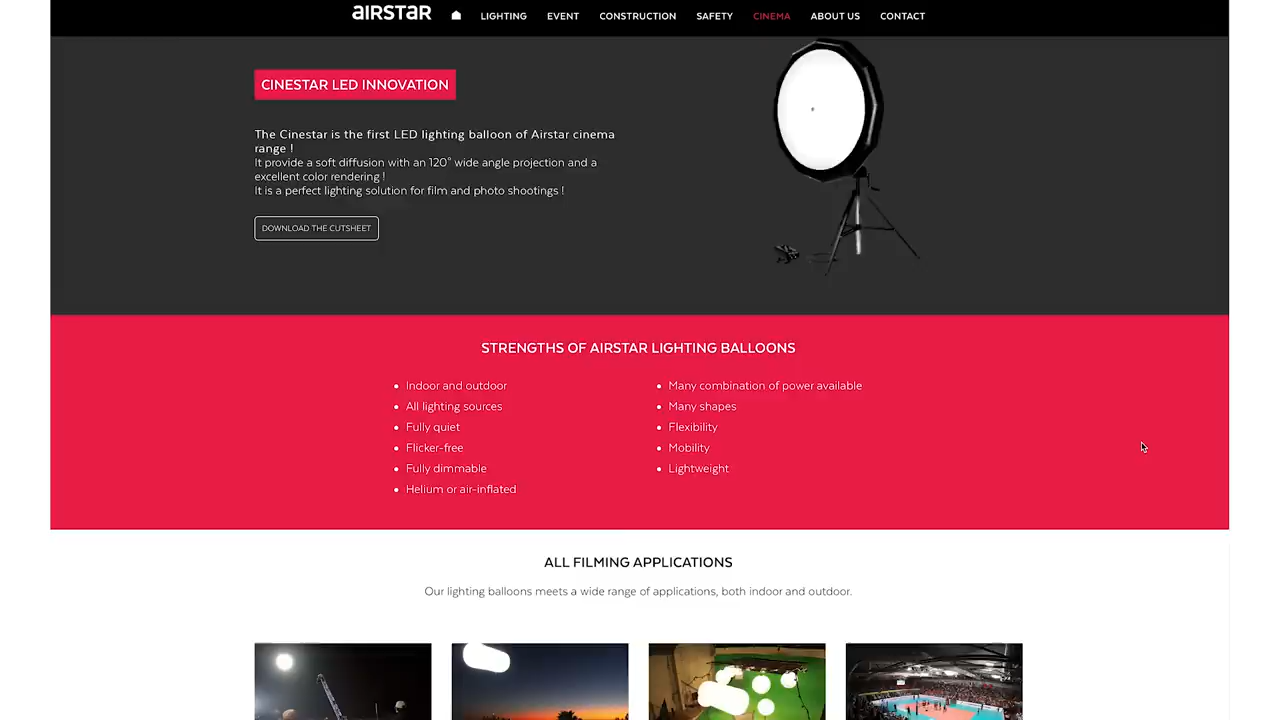 AIRSTAR
LIGHTING EVENT CONSTRUCTION SAFETY CINEMA ABOUT US CONTACT
CINESTAR LED INNOVATION
The Cinestar is the first LED lighting balloon of Airstar cinema
range !
It provide a soft diffusion with an 120° wide angle projection and a
excellent color rendering !
It is a perfect lighting solution for film and photo shootings !
DOWNLOAD THE CUTSHEET
STRENGTHS OF AIRSTAR LIGHTING BALLOONS
• Indoor and outdoor
• All lighting sources
• Fully quiet
• Flicker-free
• Fully dimmable
• Helium or air-inflated
• Many combination of power available
• Many shapes
• Flexibility
• Mobility
• Lightweight
ALL FILMING APPLICATIONS
Our lighting balloons meets a wide range of applications, both indoor and outdoor.